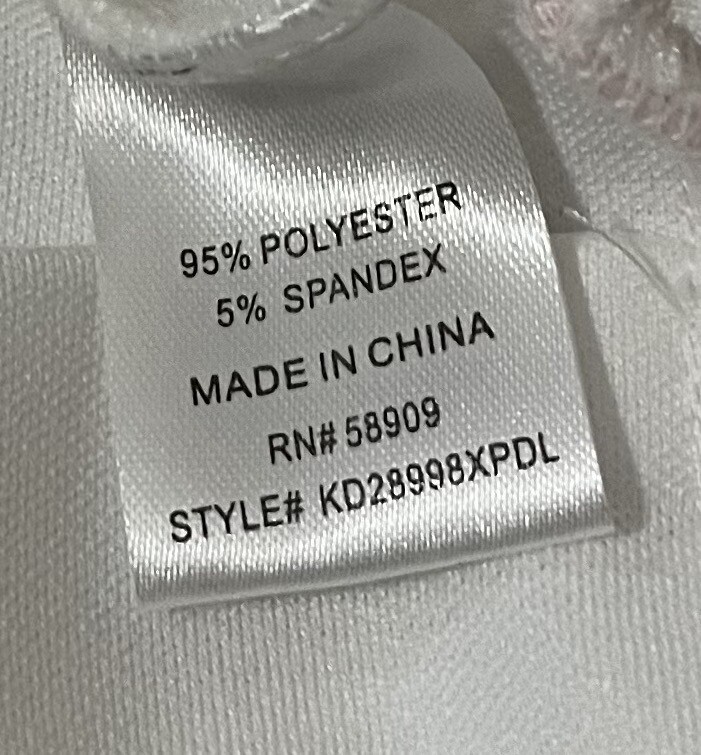 95% POLYESTER
5% SPANDEX
MADE IN CHINA
RN# 58909
STYLE# KD28998XPDL